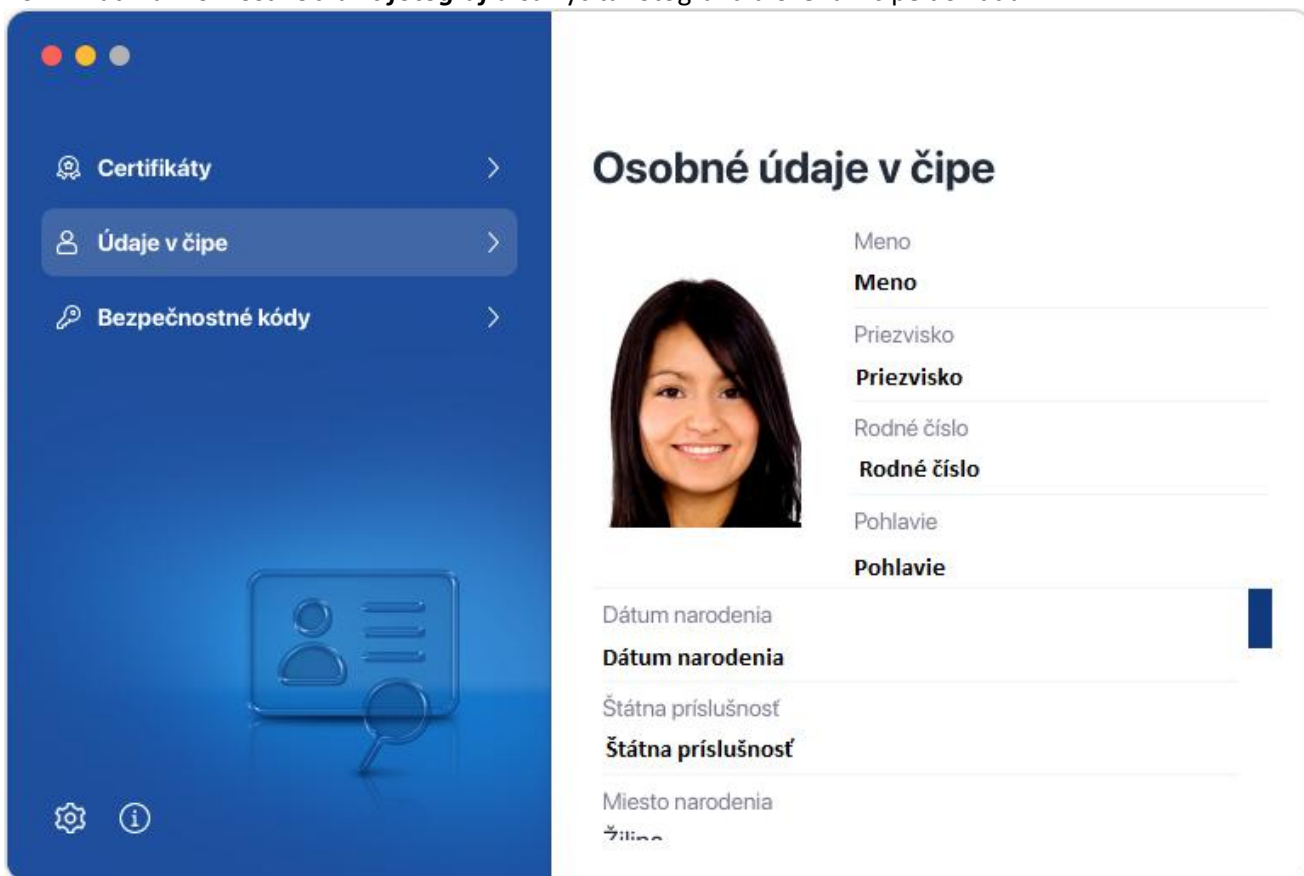 Certifikáty
Údaje v čipe
Bezpečnostné kódy
Osobné údaje v čipe
Meno
Meno
Priezvisko
Priezvisko
Rodné číslo
Rodné číslo
Pohlavie
Pohlavie
Dátum narodenia
Dátum narodenia
Štátna príslušnosť
Štátna príslušnosť
Miesto narodenia
Žilina